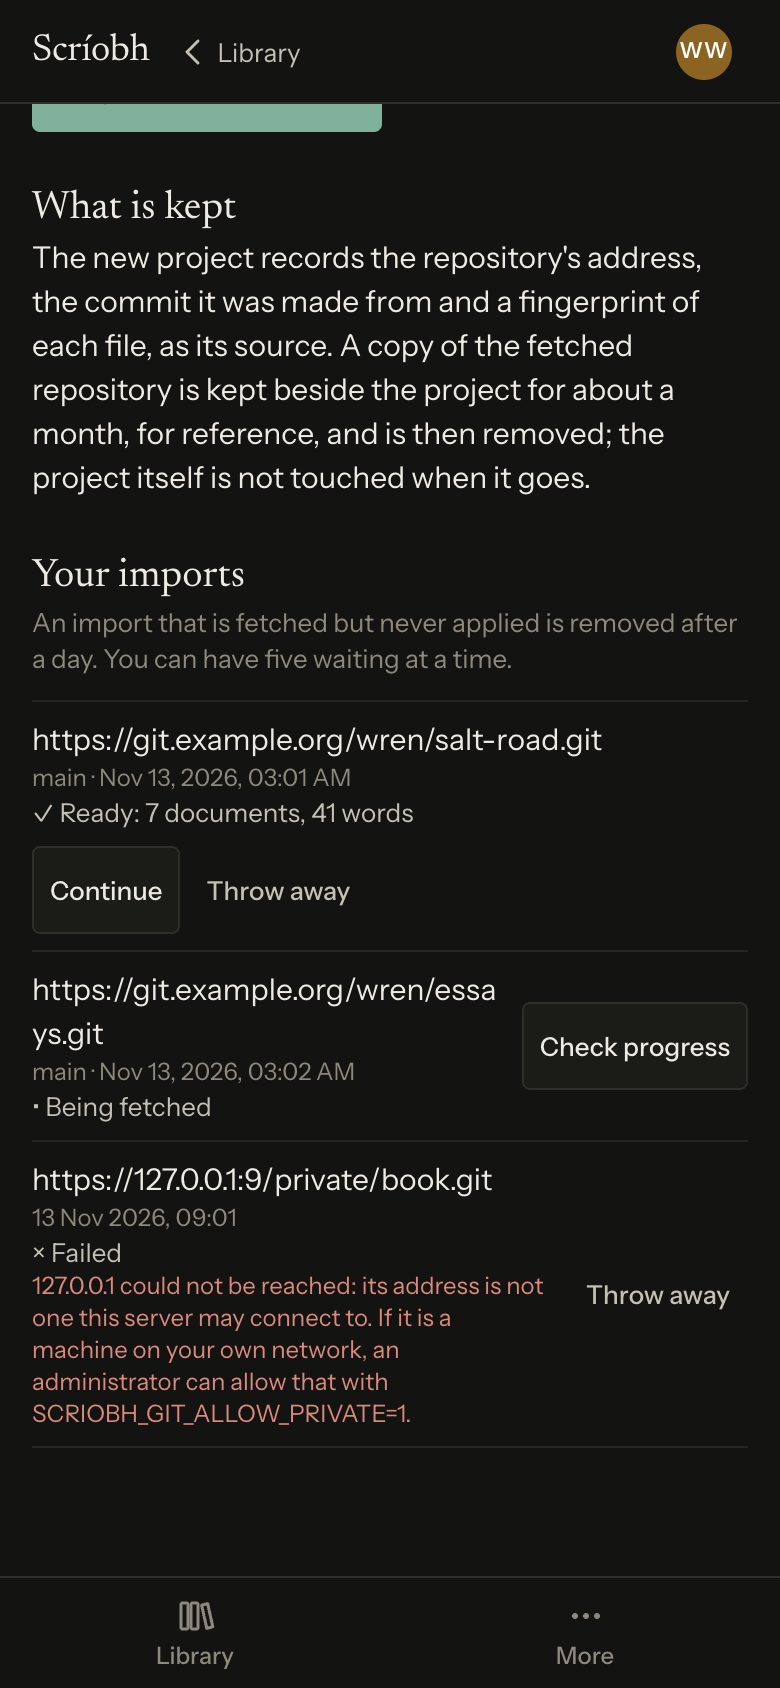 Scríobh
Library
WW
What is kept
The new project records the repository's address,
the commit it was made from and a fingerprint of
each file, as its source. A copy of the fetched
repository is kept beside the project for about a
month, for reference, and is then removed; the
project itself is not touched when it goes.
Your imports
An import that is fetched but never applied is removed after
a day. You can have five waiting at a time.
https://git.example.org/wren/salt-road.git
main · Nov 13, 2026, 03:01 AM
✓ Ready: 7 documents, 41 words
Continue
Throw away
https://git.example.org/wren/essa
ys.git
main · Nov 13, 2026, 03:02 AM
· Being fetched
Check progress
https://127.0.0.1:9/private/book.git
13 Nov 2026, 09:01
× Failed
127.0.0.1 could not be reached: its address is not
one this server may connect to. If it is a
machine on your own network, an
administrator can allow that with
SCRIOBH_GIT_ALLOW_PRIVATE=1.
Throw away
Library
More